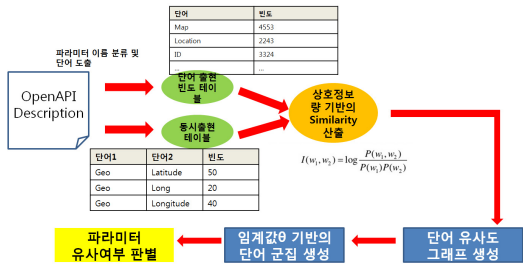 단어 빈도
Map 4553
Location 2243
ID 3324
... ...
파라미터 이름 분류 및
단어 도출
OpenAPI
Description
단어 출현
빈도 테이
블
동시출현
테이블
상호정보
량 기반의
Similarity
산출
I(w₁,w₂) = log P(w₁,w₂) / P(w₁)P(w₂)
단어1 단어2 빈도
Geo Latitude 50
Geo Long 20
Geo Longitude 40
단어 유사도
그래프 생성
임계값θ 기반의
단어 군집 생성
파라미터
유사여부 판별